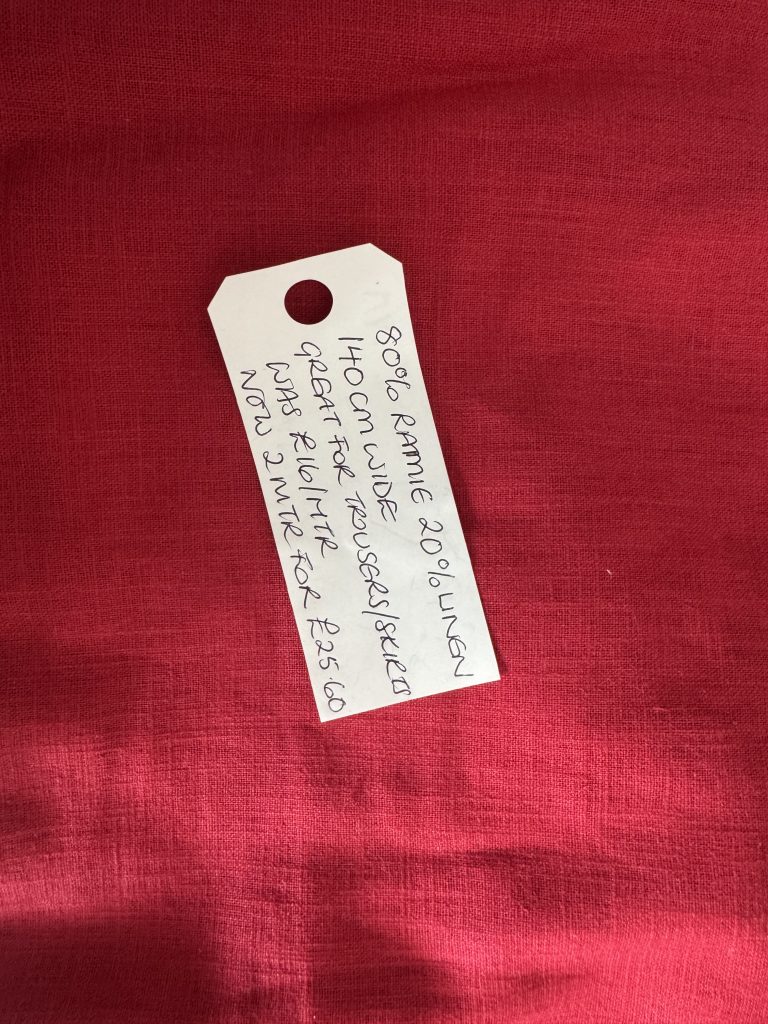 80% RAMIE 20% LINEN
140CM WIDE
GREAT FOR TROUSERS/SKIRTS
WAS £16/MTR
NOW 2MTR FOR £25.60